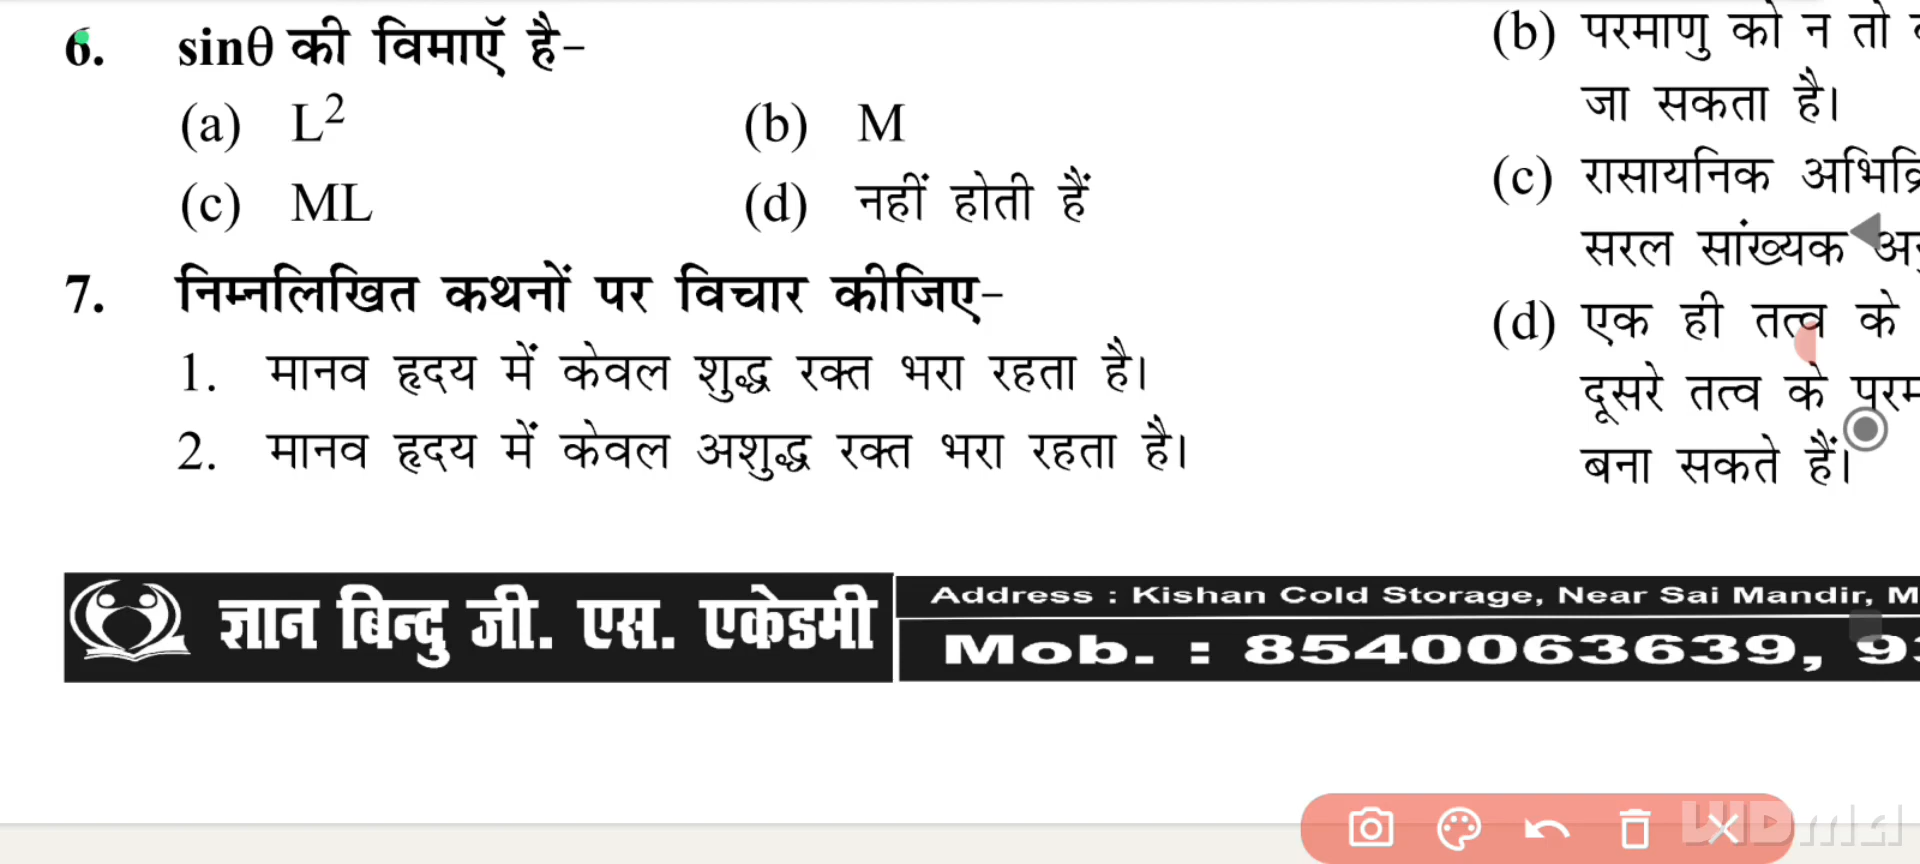 6. sinθ की विमाएँ है–
(a) L² (b) M
(c) ML (d) नहीं होती हैं
7. निम्नलिखित कथनों पर विचार कीजिए–
1. मानव हृदय में केवल शुद्ध रक्त भरा रहता है।
2. मानव हृदय में केवल अशुद्ध रक्त भरा रहता है।
(b) परमाणु को न तो
जा सकता है।
(c) रासायनिक
सरल सांख्यक
(d) एक ही तत्व के
दूसरे तत्व के
बना सकते हैं।
ज्ञान बिन्दु जी. एस. एकेडमी
Address : Kishan Cold Storage, Near Sai Mandir,
Mob. : 8540063639,